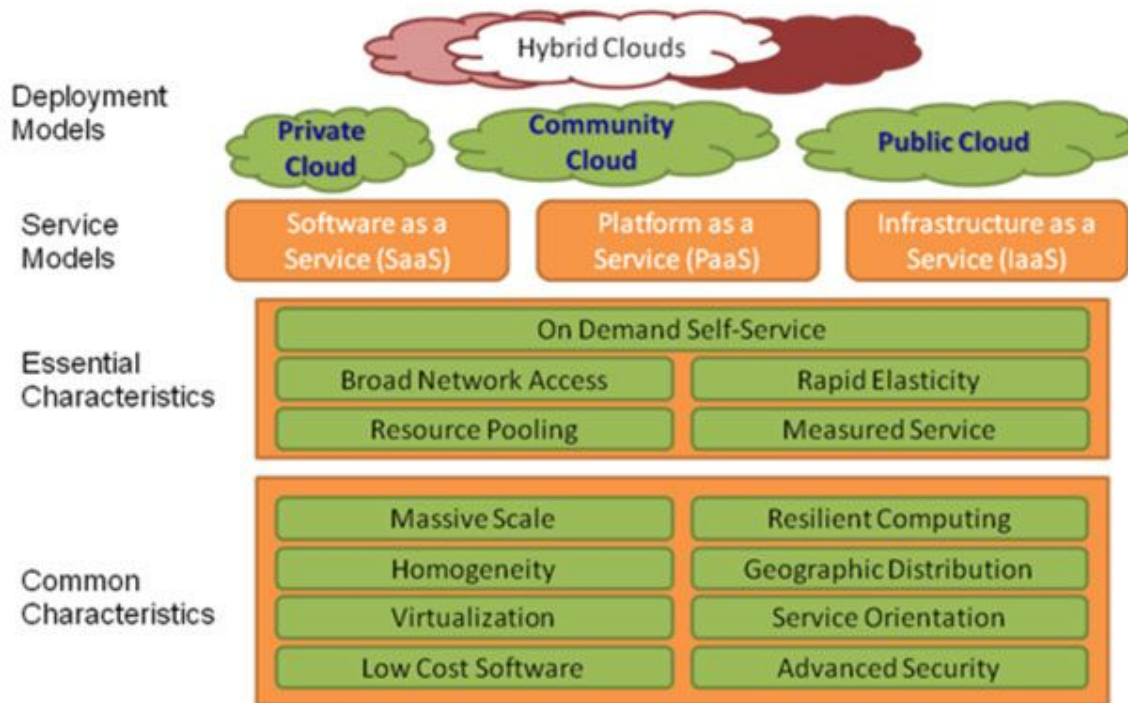 Hybrid Clouds
Deployment
Models
Private
Cloud
Community
Cloud
Public Cloud
Service
Models
Software as a
Service (SaaS)
Platform as a
Service (PaaS)
Infrastructure as a
Service (IaaS)
Essential
Characteristics
On Demand Self-Service
Broad Network Access
Rapid Elasticity
Resource Pooling
Measured Service
Common
Characteristics
Massive Scale
Resilient Computing
Homogeneity
Geographic Distribution
Virtualization
Service Orientation
Low Cost Software
Advanced Security